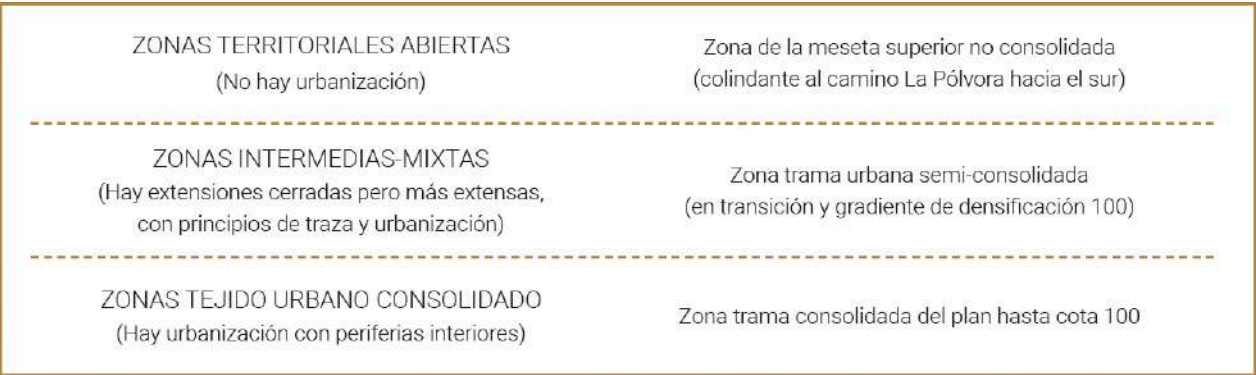 ZONAS TERRITORIALES ABIERTAS
(No hay urbanización)
Zona de la meseta superior no consolidada
(colindante al camino La Pólvora hacia el sur)
ZONAS INTERMEDIAS-MIXTAS
(Hay extensiones cerradas pero más extensas,
con principios de traza y urbanización)
Zona trama urbana semi-consolidada
(en transición y gradiente de densificación 100)
ZONAS TEJIDO URBANO CONSOLIDADO
(Hay urbanización con periferias interiores)
Zona trama consolidada del plan hasta cota 100